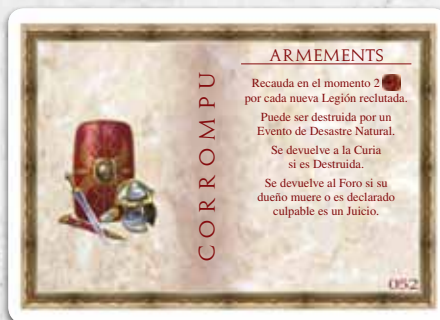 CORROMPU
ARMEMENTS
Recauda en el momento 2
por cada nueva Legión reclutada.
Puede ser destruida por un
Evento de Desastre Natural.
Se devuelve a la Curia
si es Destruida.
Se devuelve al Foro si su
dueño muere o es declarado
culpable es un Juicio.
052